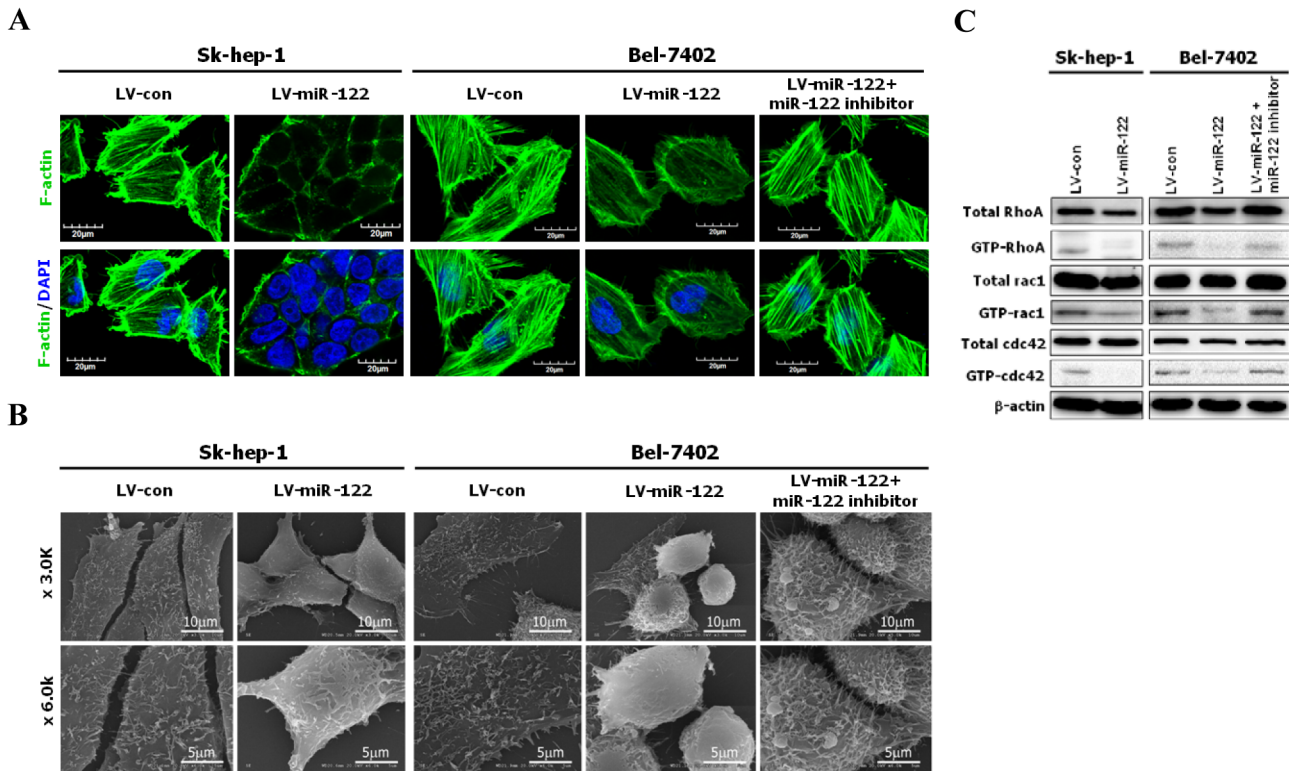 A
Sk-hep-1
Bel-7402
LV-con
LV-miR-122
LV-con
LV-miR-122
LV-miR-122+
miR-122 inhibitor
F-actin
20μm
20μm
20μm
20μm
20μm
F-actin/DAPI
20μm
20μm
20μm
20μm
20μm
B
Sk-hep-1
Bel-7402
LV-con
LV-miR-122
LV-con
LV-miR-122
LV-miR-122+
miR-122 inhibitor
x 3.0K
10μm
10μm
10μm
10μm
10μm
x 6.0k
5μm
5μm
5μm
5μm
5μm
C
Sk-hep-1
Bel-7402
LV-con
LV-miR-122
LV-con
LV-miR-122
LV-miR-122 +
miR-122 inhibitor
Total RhoA
GTP-RhoA
Total rac1
GTP-rac1
Total cdc42
GTP-cdc42
β-actin